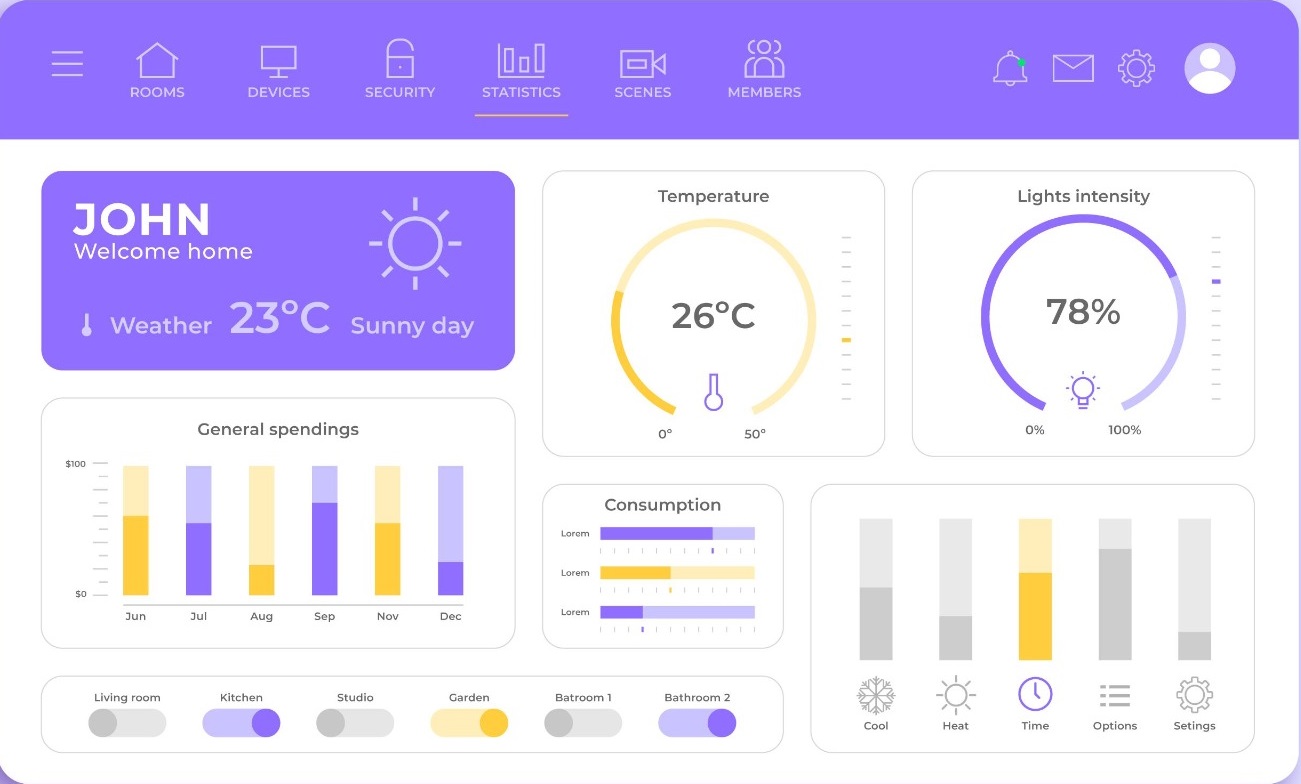 ROOMS DEVICES SECURITY STATISTICS SCENES MEMBERS
JOHN
Welcome home
Weather 23°C Sunny day
Temperature
26°C
0° 50°
Lights intensity
78%
0% 100%
General spendings
$100
$0
Jun Jul Aug Sep Nov Dec
Consumption
Lorem
Lorem
Lorem
Cool Heat Time Options Setings
Living room Kitchen Studio Garden Batroom 1 Bathroom 2